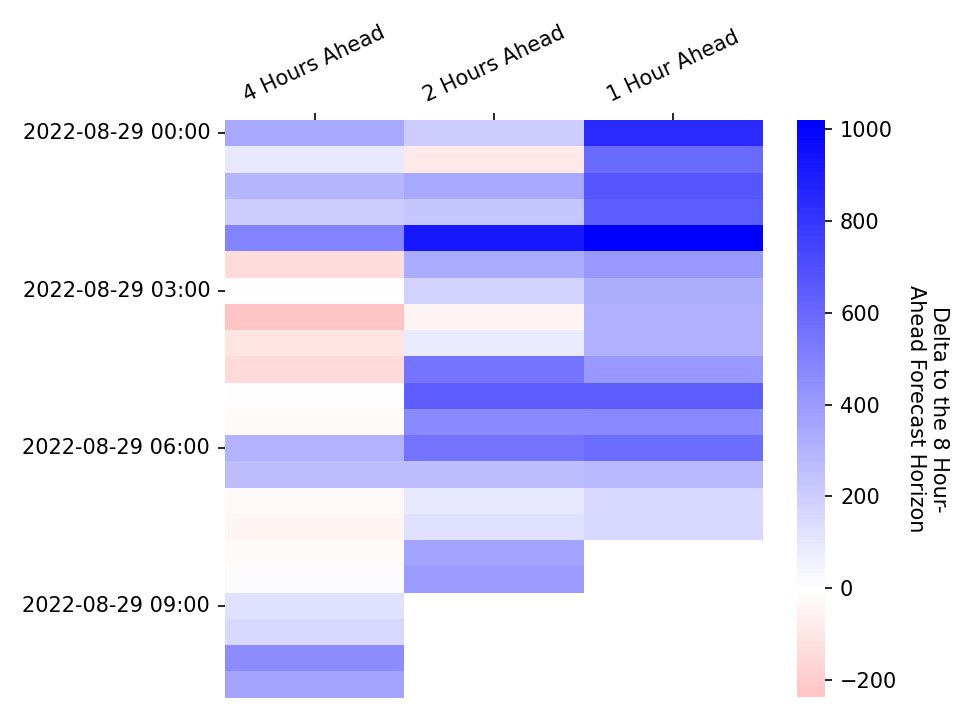 4 Hours Ahead
2 Hours Ahead
1 Hour Ahead
2022-08-29 00:00
2022-08-29 03:00
2022-08-29 06:00
2022-08-29 09:00
1000
800
600
400
200
0
−200
Delta to the 8 Hour-
Ahead Forecast Horizon